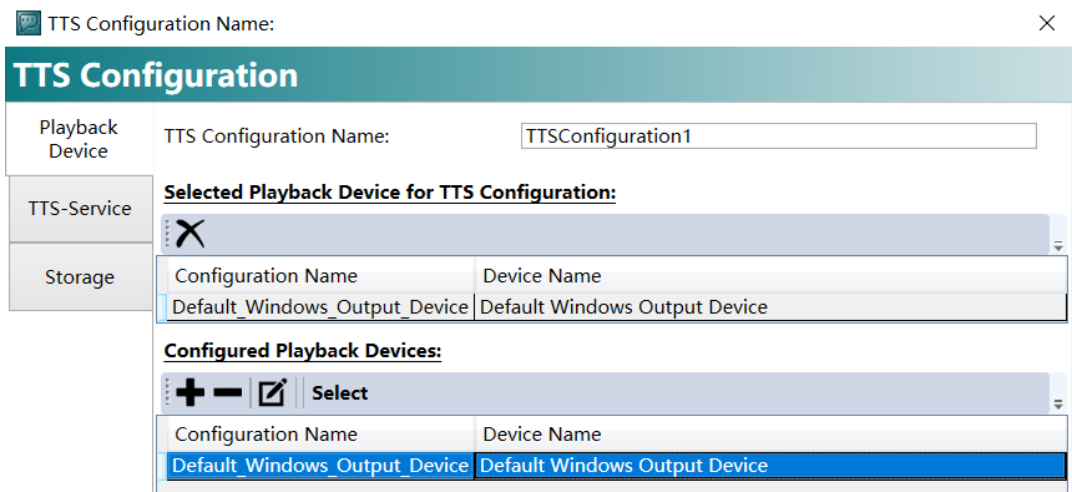 TTS Configuration Name:
TTS Configuration
Playback Device
TTS Configuration Name: TTSConfiguration1
Selected Playback Device for TTS Configuration:
TTS-Service
Storage
Configuration Name Device Name
Default_Windows_Output_Device Default Windows Output Device
Configured Playback Devices:
Select
Configuration Name Device Name
Default_Windows_Output_Device Default Windows Output Device